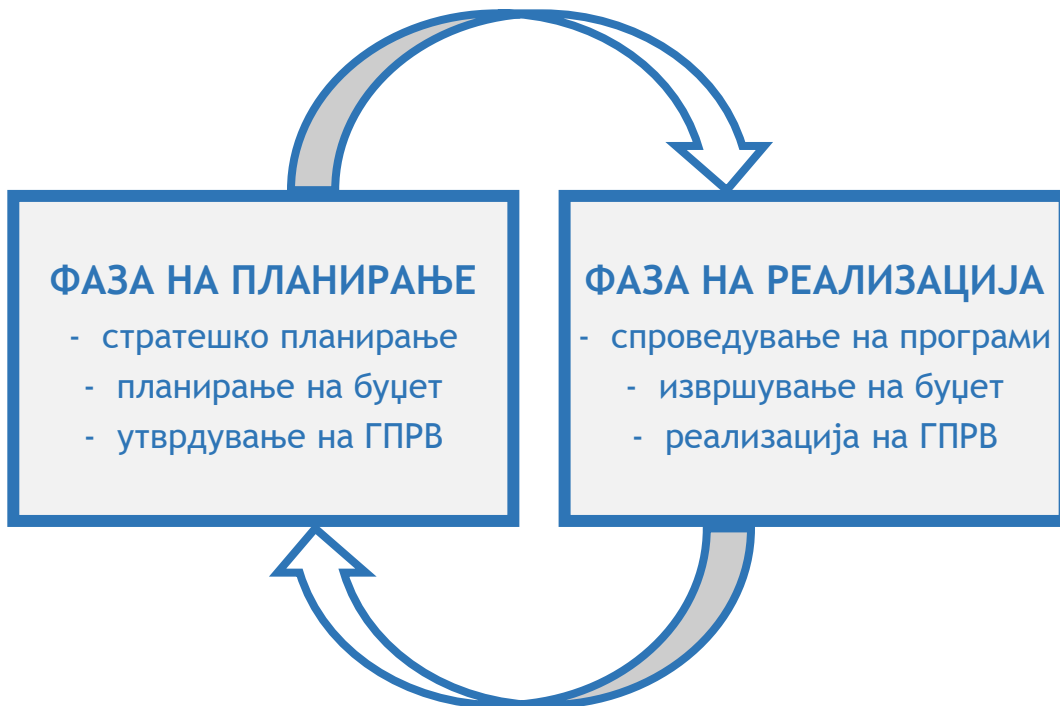 ФАЗА НА ПЛАНИРАЊЕ
- стратешко планирање
- планирање на буџет
- утврдување на ГПРВ
ФАЗА НА РЕАЛИЗАЦИЈА
- спроведување на програми
- извршување на буџет
- реализација на ГПРВ